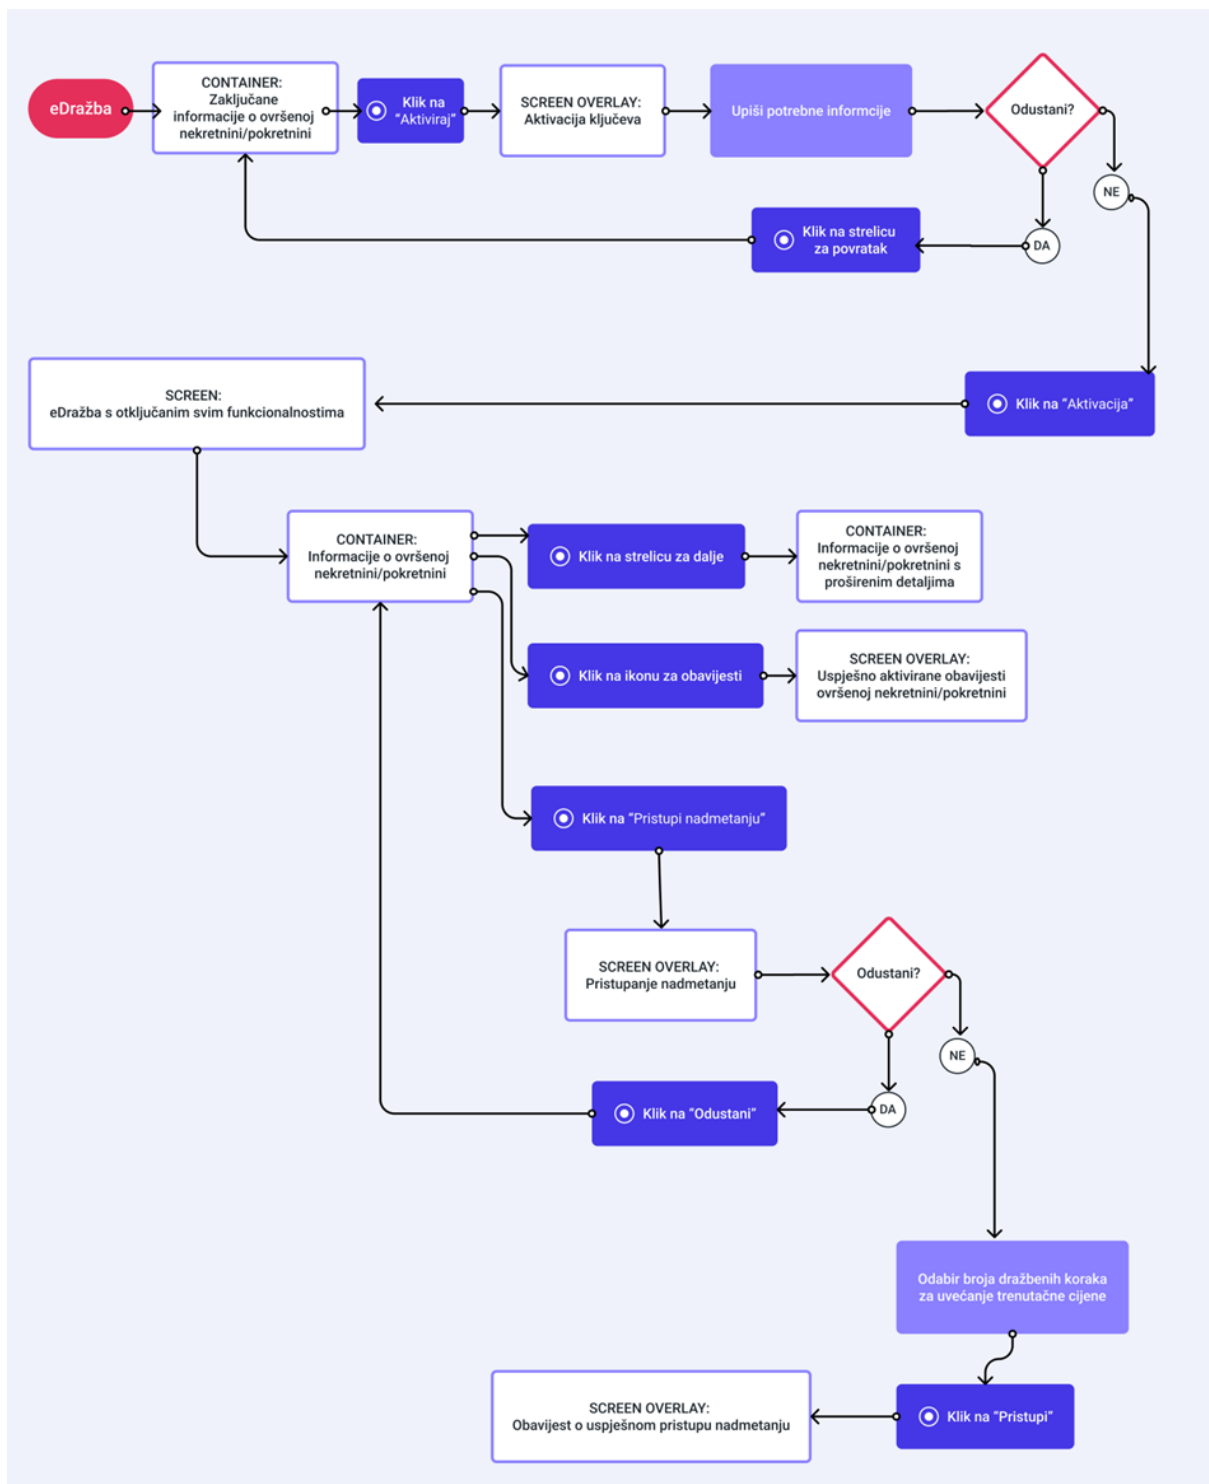 eDražba
CONTAINER:
Zaključane
informacije o ovršenoj
nekretnini/pokretnini
Klik na
“Aktiviraj”
SCREEN OVERLAY:
Aktivacija ključeva
Upiši potrebne informcije
Odustani?
NE
DA
Klik na strelicu
za povratak
Klik na “Aktivacija”
SCREEN:
eDražba s otključanim svim funkcionalnostima
CONTAINER:
Informacije o ovršenoj
nekretnini/pokretnini
Klik na strelicu za dalje
CONTAINER:
Informacije o ovršenoj
nekretnini/pokretnini s
proširenim detaljima
Klik na ikonu za obavijesti
SCREEN OVERLAY:
Uspješno aktivirane obavijesti
ovršenoj nekretnini/pokretnini
Klik na “Pristupi nadmetanju”
SCREEN OVERLAY:
Pristupanje nadmetanju
Odustani?
NE
DA
Klik na “Odustani”
Odabir broja dražbenih koraka
za uvećanje trenutačne cijene
Klik na “Pristupi”
SCREEN OVERLAY:
Obavijest o uspješnom pristupu nadmetanju